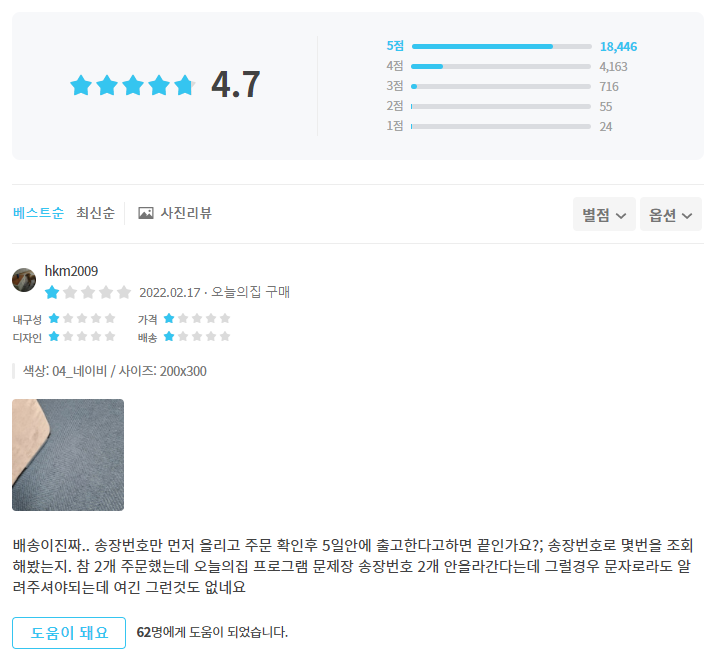 4.7
5점 18,446
4점 4,163
3점 716
2점 55
1점 24
베스트순 최신순 사진리뷰 별점 옵션
hkm2009
2022.02.17 ∙ 오늘의집 구매
내구성 가격
디자인 배송
색상: 04_네이비 / 사이즈: 200x300
배송이진짜.. 송장번호만 먼저 올리고 주문 확인후 5일안에 출고한다고하면 끝인가요?; 송장번호로 몇번을 조회
해봤는지. 참 2개 주문했는데 오늘의집 프로그램 문제장 송장번호 2개 안올라간다는데 그럴경우 문자로라도 알
려주셔야되는데 여긴 그런것도 없네요
도움이 돼요 62명에게 도움이 되었습니다.